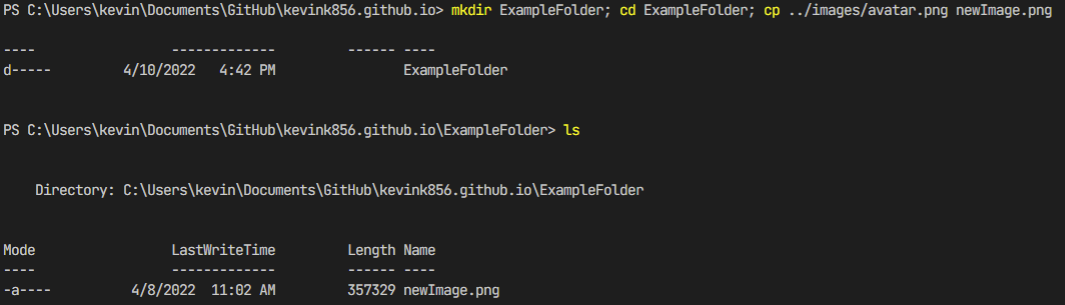 PS C:\Users\kevin\Documents\GitHub\kevink856.github.io> mkdir ExampleFolder; cd ExampleFolder; cp ../images/avatar.png newImage.png
---- ------------- ------ ----
d----- 4/10/2022 4:42 PM ExampleFolder
PS C:\Users\kevin\Documents\GitHub\kevink856.github.io\ExampleFolder> ls
Directory: C:\Users\kevin\Documents\GitHub\kevink856.github.io\ExampleFolder
Mode LastWriteTime Length Name
---- ------------- ------ ----
-a---- 4/8/2022 11:02 AM 357329 newImage.png